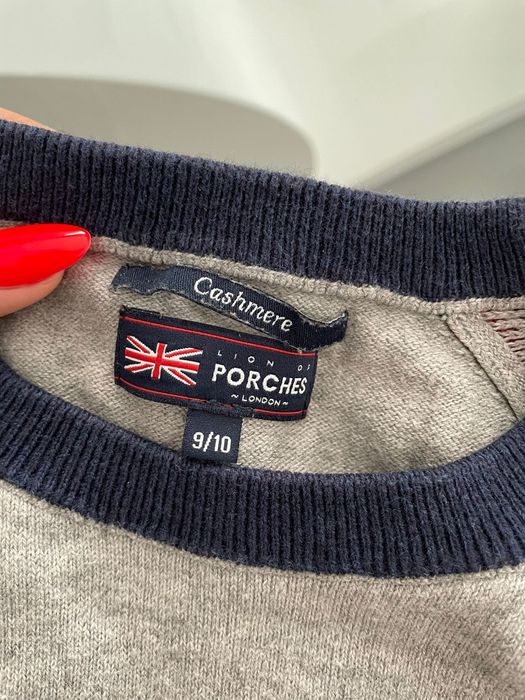 Cashmere
LION OF
PORCHES
~ LONDON ~
9/10